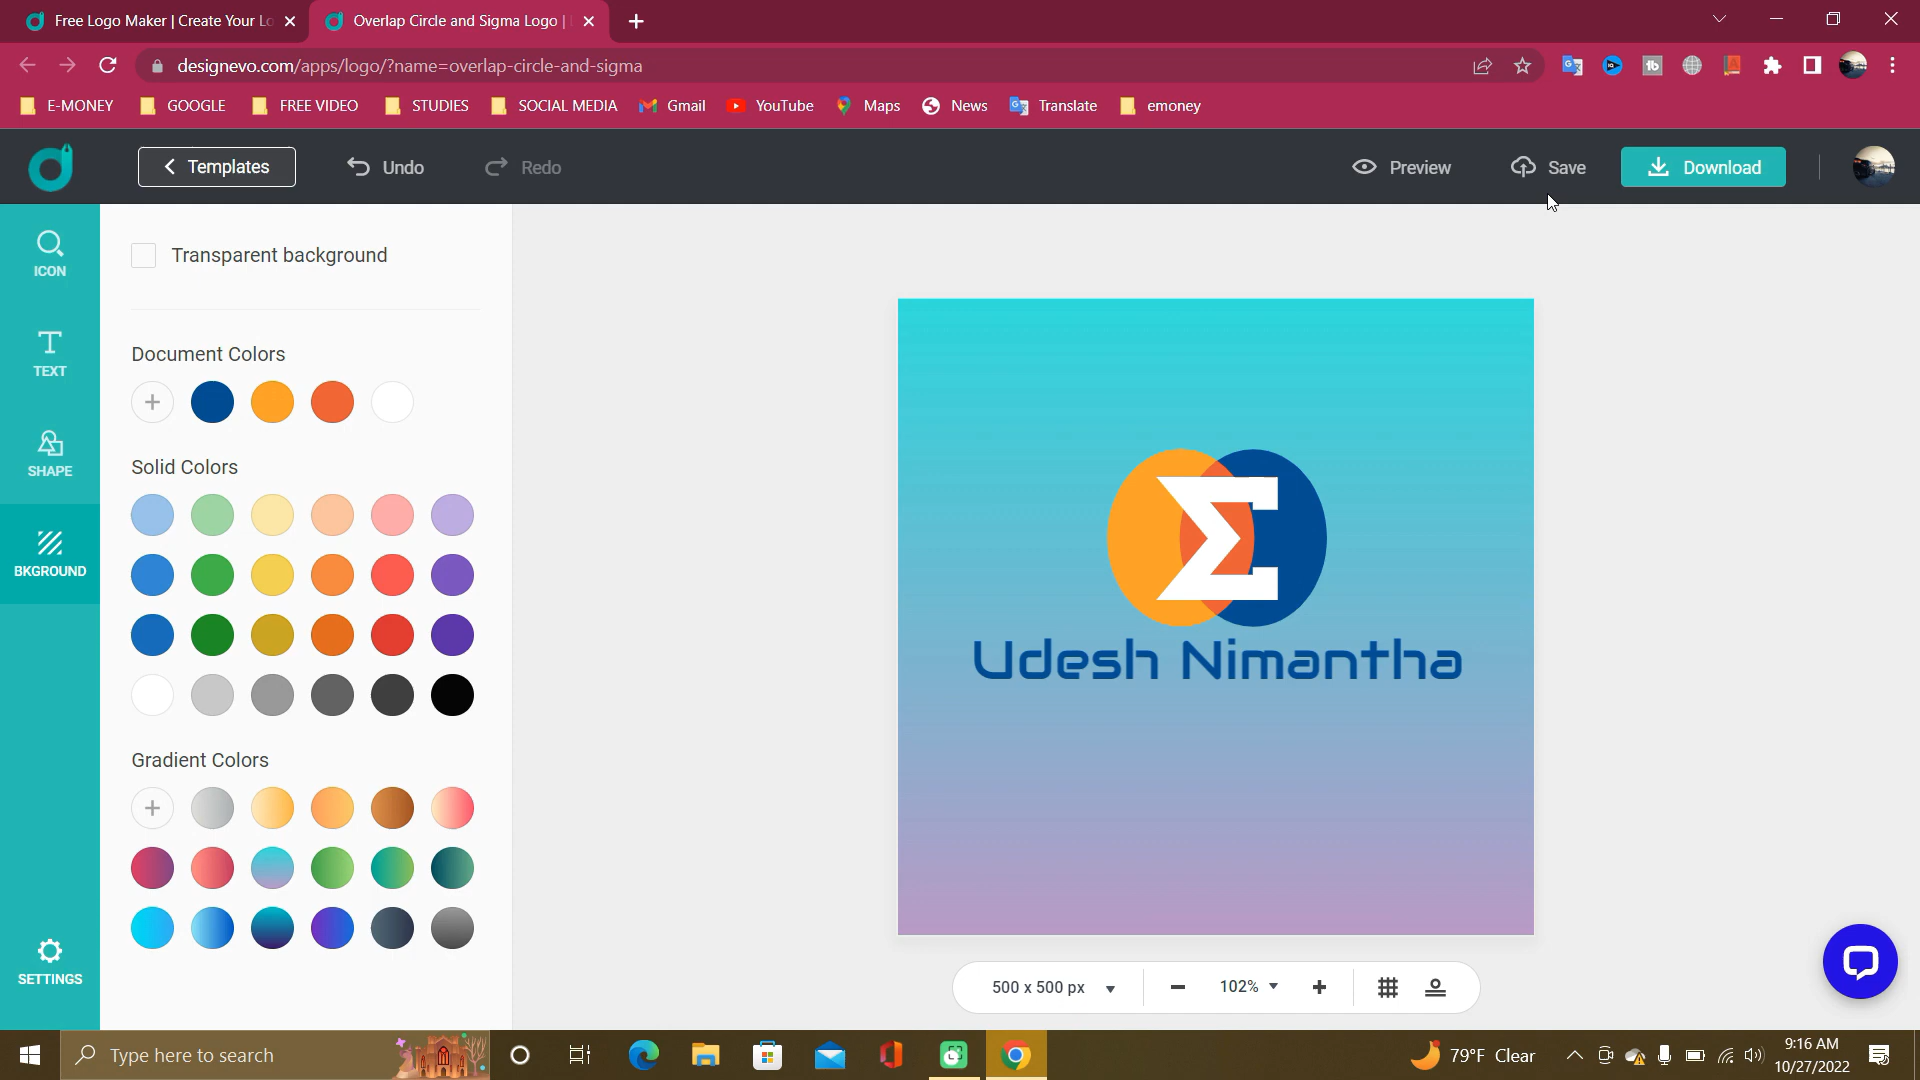 Free Logo Maker | Create Your Lo
Overlap Circle and Sigma Logo |
designevo.com/apps/logo/?name=overlap-circle-and-sigma
E-MONEY
GOOGLE
FREE VIDEO
STUDIES
SOCIAL MEDIA
Gmail
YouTube
Maps
News
Translate
emoney
Templates
Undo
Redo
Preview
Save
Download
ICON
TEXT
SHAPE
BKGROUND
SETTINGS
Transparent background
Document Colors
Solid Colors
Gradient Colors
Σ
Udesh Nimantha
500 x 500 px
102%
Type here to search
79°F Clear
9:16 AM
10/27/2022